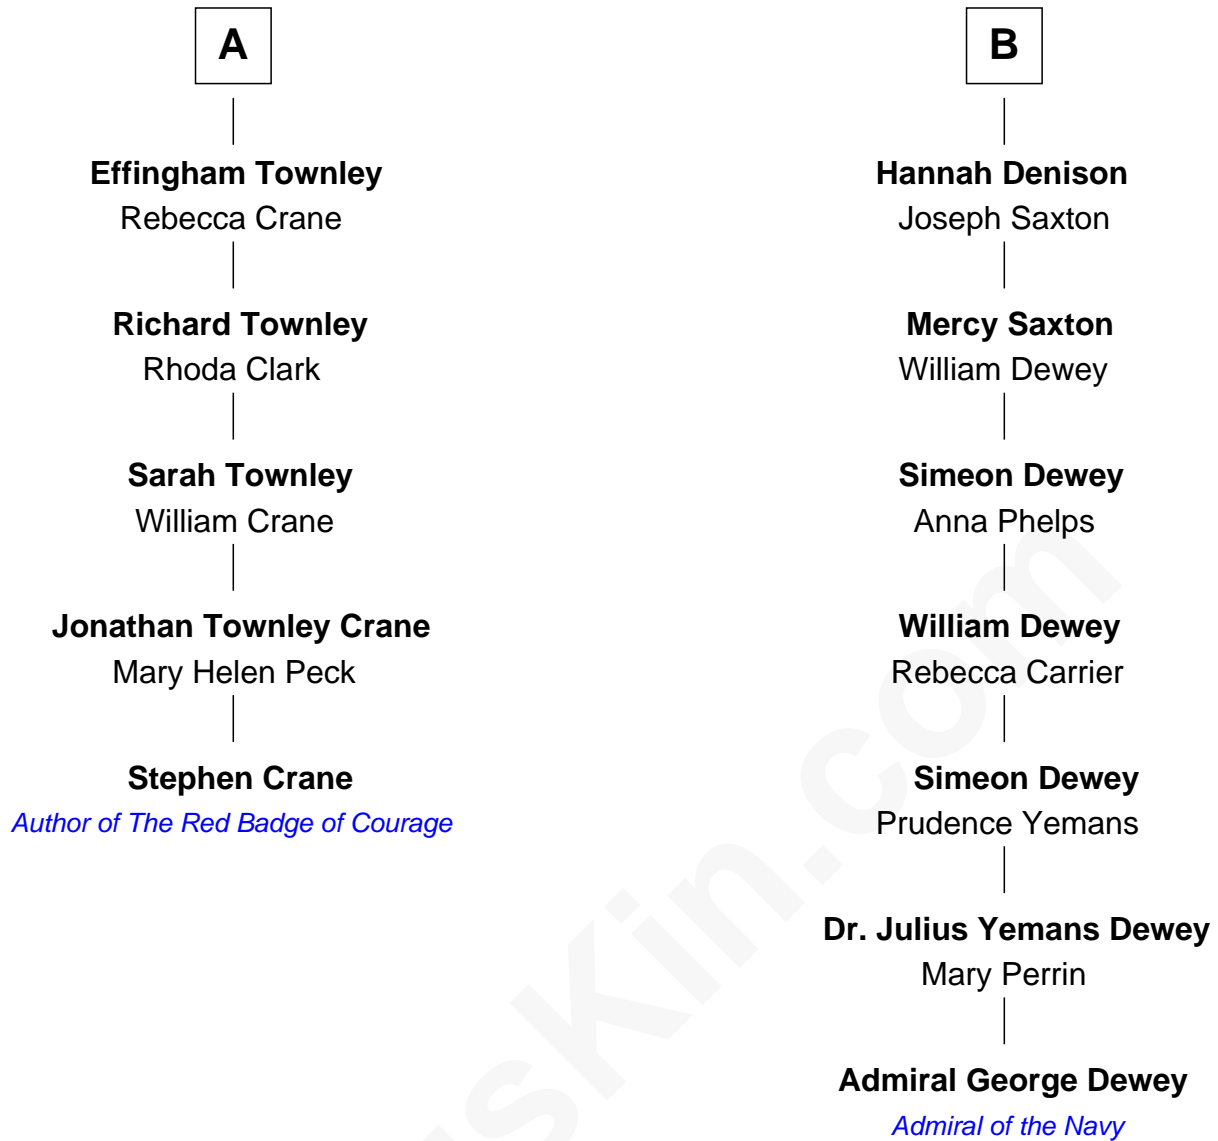 A
Effingham Townley
Rebecca Crane
Richard Townley
Rhoda Clark
Sarah Townley
William Crane
Jonathan Townley Crane
Mary Helen Peck
Stephen Crane
Author of The Red Badge of Courage
B
Hannah Denison
Joseph Saxton
Mercy Saxton
William Dewey
Simeon Dewey
Anna Phelps
William Dewey
Rebecca Carrier
Simeon Dewey
Prudence Yemans
Dr. Julius Yemans Dewey
Mary Perrin
Admiral George Dewey
Admiral of the Navy
sKin.com